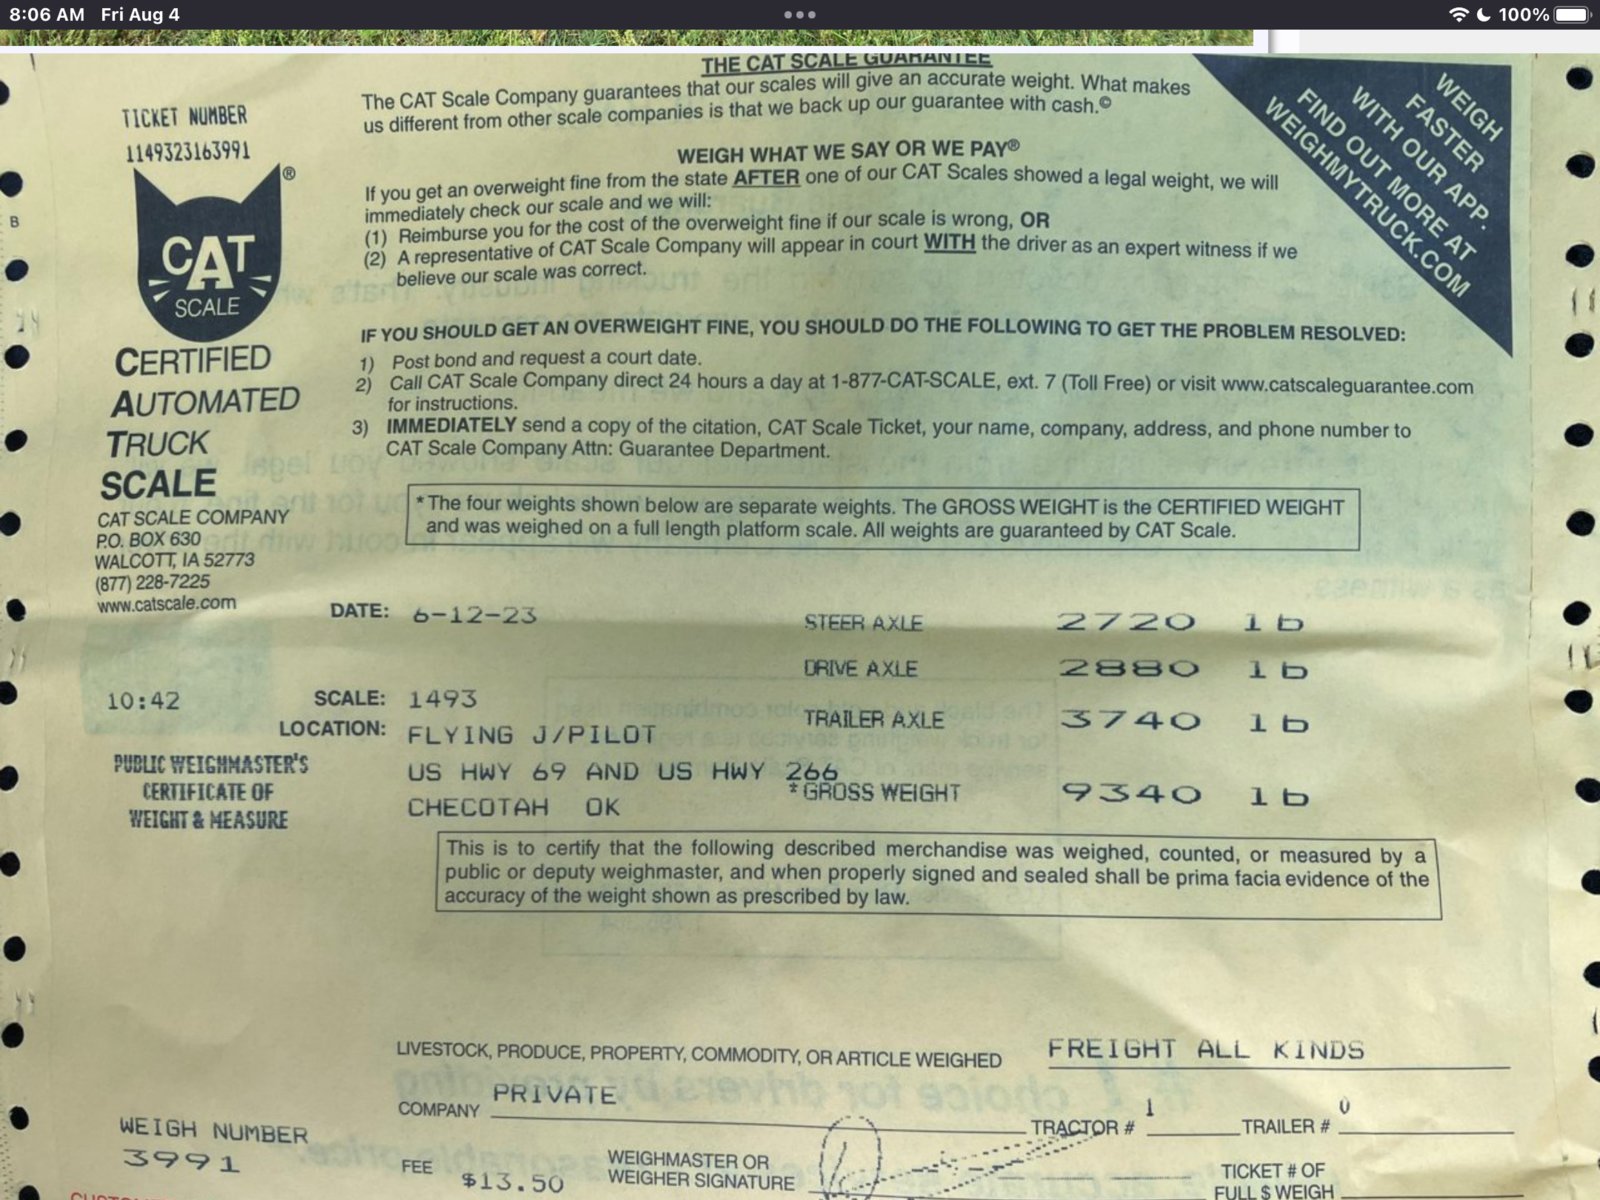 8:06 AM Fri Aug 4
100%
THE CAT SCALE GUARANTEE
The CAT Scale Company guarantees that our scales will give an accurate weight. What makes
us different from other scale companies is that we back up our guarantee with cash.©
WEIGH WHAT WE SAY OR WE PAY®
If you get an overweight fine from the state AFTER one of our CAT Scales showed a legal weight, we will
immediately check our scale and we will:
(1) Reimburse you for the cost of the overweight fine if our scale is wrong, OR
(2) A representative of CAT Scale Company will appear in court WITH the driver as an expert witness if we
believe our scale was correct.
WEIGH
FASTER
WITH OUR APP.
FIND OUT MORE AT
WEIGHMYTRUCK.COM
TICKET NUMBER
1149323163991
®
CAT
SCALE
CERTIFIED
AUTOMATED
TRUCK
SCALE
CAT SCALE COMPANY
P.O. BOX 630
WALCOTT, IA 52773
(877) 228-7225
www.catscale.com
IF YOU SHOULD GET AN OVERWEIGHT FINE, YOU SHOULD DO THE FOLLOWING TO GET THE PROBLEM RESOLVED:
1) Post bond and request a court date.
2) Call CAT Scale Company direct 24 hours a day at 1-877-CAT-SCALE, ext. 7 (Toll Free) or visit www.catscaleguarantee.com
for instructions.
3) IMMEDIATELY send a copy of the citation, CAT Scale Ticket, your name, company, address, and phone number to
CAT Scale Company Attn: Guarantee Department.
*The four weights shown below are separate weights. The GROSS WEIGHT is the CERTIFIED WEIGHT
and was weighed on a full length platform scale. All weights are guaranteed by CAT Scale.
DATE: 6-12-23
STEER AXLE 2720 lb
DRIVE AXLE 2880 lb
10:42
SCALE: 1493
TRAILER AXLE 3740 lb
LOCATION: FLYING J/PILOT
US HWY 69 AND US HWY 266
*GROSS WEIGHT 9340 lb
CHECOTAH OK
PUBLIC WEIGHMASTER'S
CERTIFICATE OF
WEIGHT & MEASURE
This is to certify that the following described merchandise was weighed, counted, or measured by a
public or deputy weighmaster, and when properly signed and sealed shall be prima facia evidence of the
accuracy of the weight shown as prescribed by law.
LIVESTOCK, PRODUCE, PROPERTY, COMMODITY, OR ARTICLE WEIGHED FREIGHT ALL KINDS
COMPANY PRIVATE
TRACTOR # 1 TRAILER # 0
WEIGH NUMBER
3991
FEE $13.50
WEIGHMASTER OR
WEIGHER SIGNATURE
TICKET # OF
FULL $ WEIGH
B